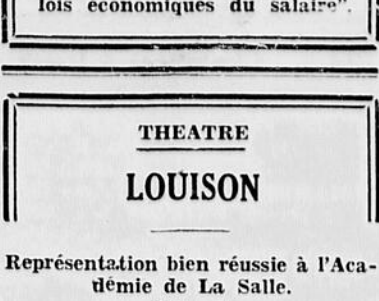 lois économiques du salaire".
THEATRE
LOUISON
Représentation bien réussie à l'Aca-
démie de La Salle.